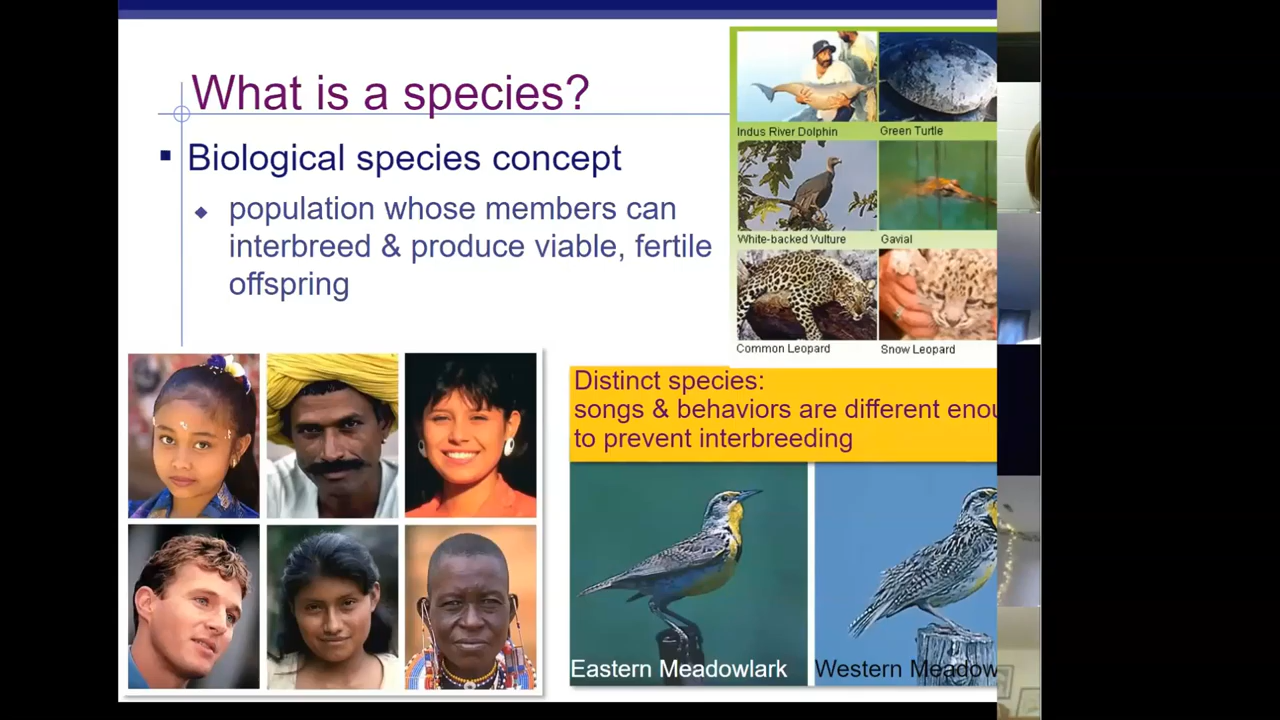 What is a species?
Biological species concept
population whose members can
interbreed & produce viable, fertile
offspring
Indus River Dolphin
Green Turtle
White-backed Vulture
Gavial
Common Leopard
Snow Leopard
Distinct species:
songs & behaviors are different enou
to prevent interbreeding
Eastern Meadowlark
Western Meadow